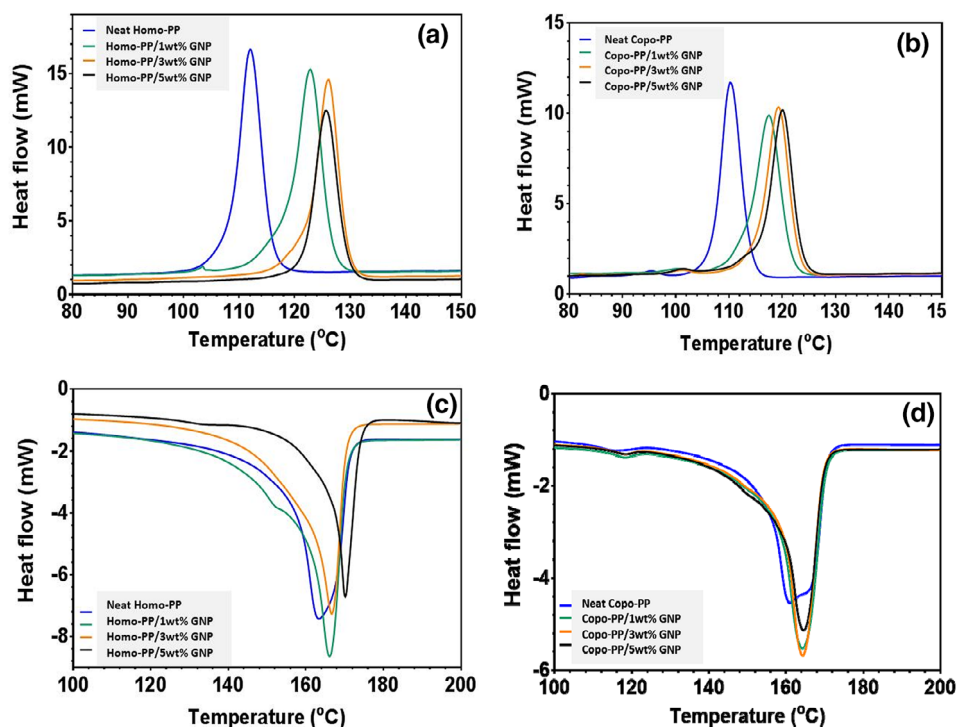 (a)
Neat Homo-PP
Homo-PP/1wt% GNP
Homo-PP/3wt% GNP
Homo-PP/5wt% GNP
Heat flow (mW)
15
10
5
0
80 90 100 110 120 130 140 150
Temperature (°C)
(b)
Neat Copo-PP
Copo-PP/1wt% GNP
Copo-PP/3wt% GNP
Copo-PP/5wt% GNP
Heat flow (mW)
15
10
5
0
80 90 100 110 120 130 140 15
Temperature (°C)
(c)
0
-2
-4
-6
-8
Heat flow (mW)
Neat Homo-PP
Homo-PP/1wt% GNP
Homo-PP/3wt% GNP
Homo-PP/5wt% GNP
100 120 140 160 180 200
Temperature (°C)
(d)
0
-2
-4
-6
Heat flow (mW)
Neat Copo-PP
Copo-PP/1wt% GNP
Copo-PP/3wt% GNP
Copo-PP/5wt% GNP
100 120 140 160 180 200
Temperature (°C)